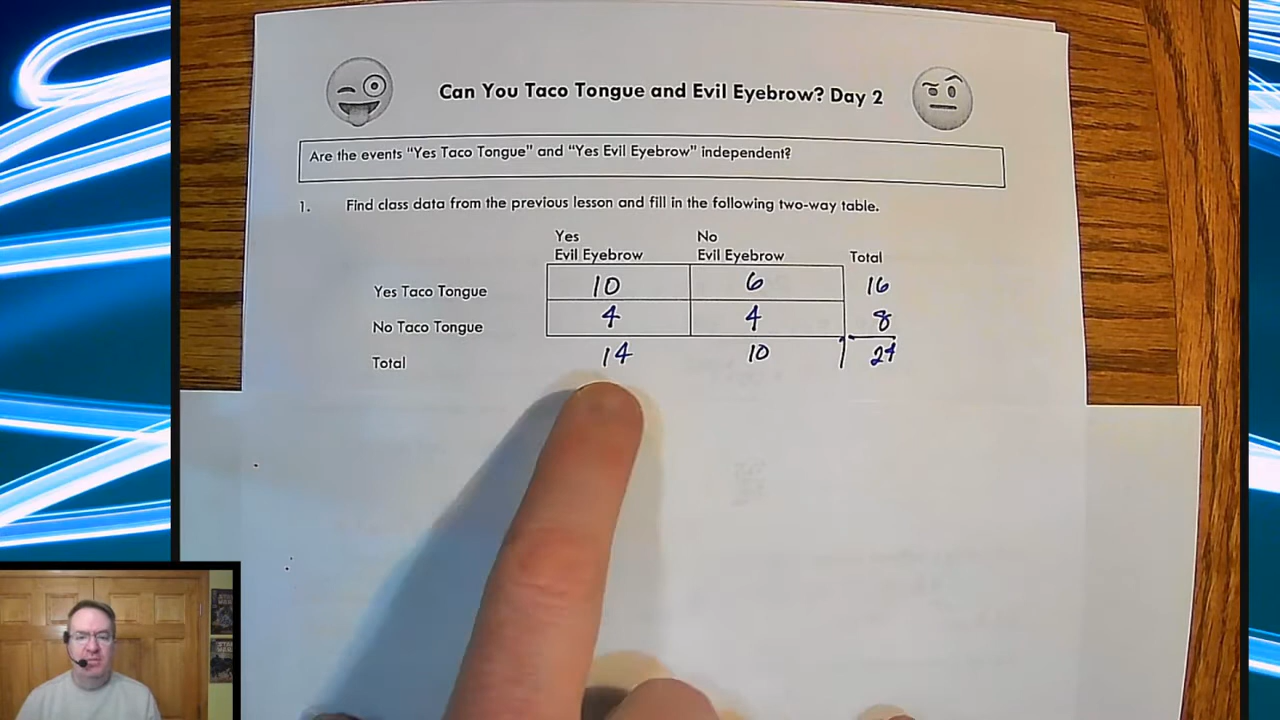 Can You Taco Tongue and Evil Eyebrow? Day 2
Are the events “Yes Taco Tongue” and “Yes Evil Eyebrow” independent?
1. Find class data from the previous lesson and fill in the following two-way table.
Yes No
Evil Eyebrow Evil Eyebrow Total
Yes Taco Tongue 10 6 16
No Taco Tongue 4 4 8
Total 14 10 24